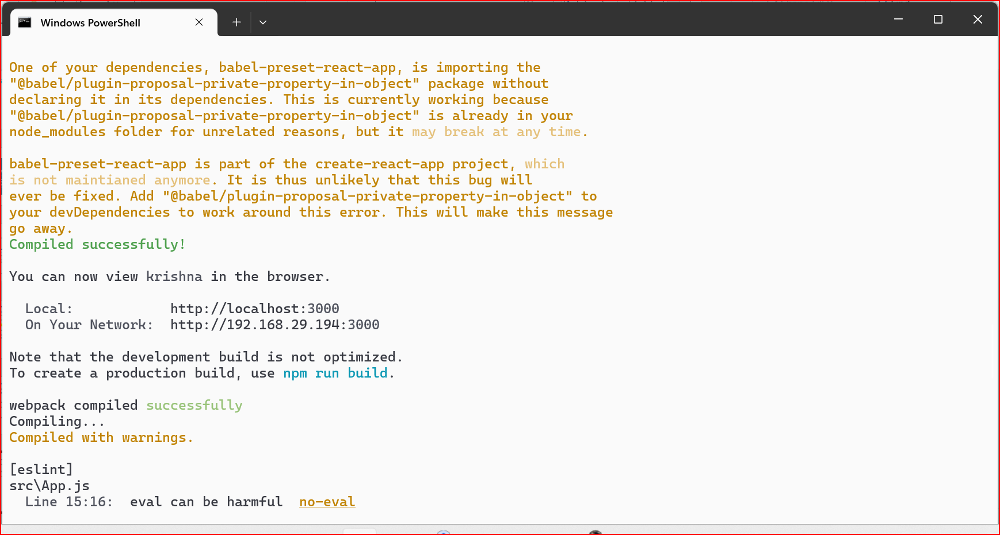 Windows PowerShell
One of your dependencies, babel-preset-react-app, is importing the
"@babel/plugin-proposal-private-property-in-object" package without
declaring it in its dependencies. This is currently working because
"@babel/plugin-proposal-private-property-in-object" is already in your
node_modules folder for unrelated reasons, but it may break at any time.
babel-preset-react-app is part of the create-react-app project, which
is not maintianed anymore. It is thus unlikely that this bug will
ever be fixed. Add "@babel/plugin-proposal-private-property-in-object" to
your devDependencies to work around this error. This will make this message
go away.
Compiled successfully!
You can now view krishna in the browser.
Local: http://localhost:3000
On Your Network: http://192.168.29.194:3000
Note that the development build is not optimized.
To create a production build, use npm run build.
webpack compiled successfully
Compiling...
Compiled with warnings.
[eslint]
src\App.js
Line 15:16: eval can be harmful no-eval